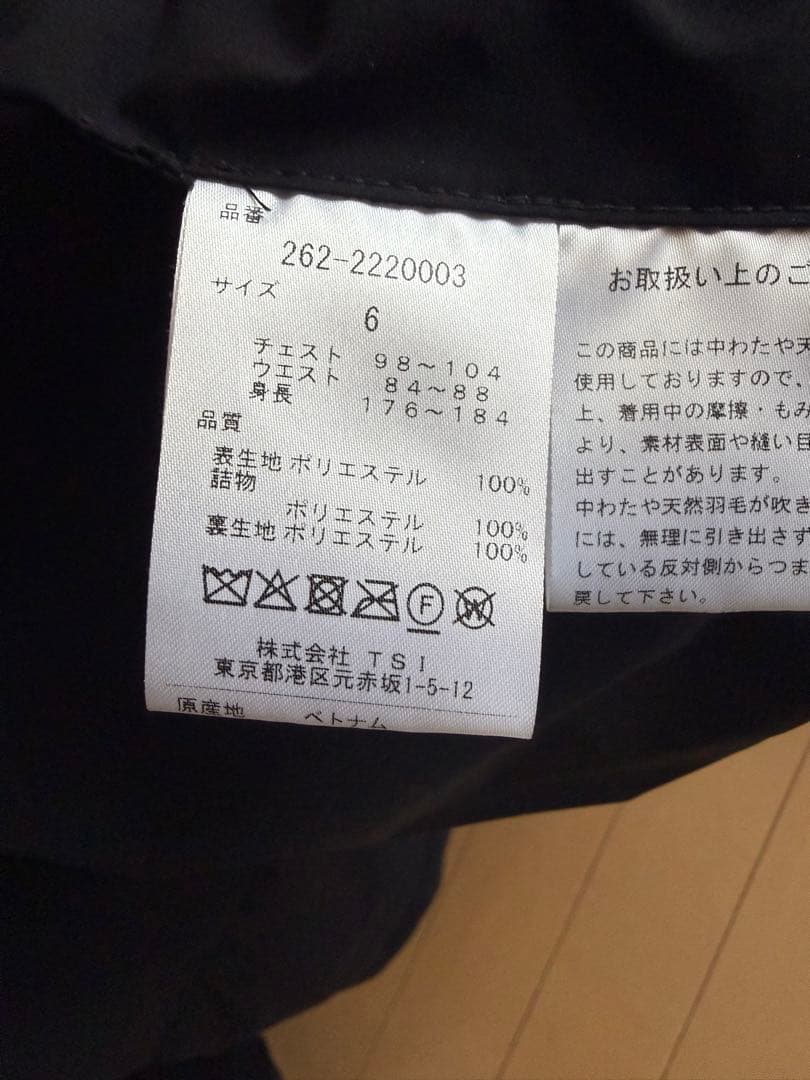 品番
262-2220003
サイズ
6
チェスト 98～104
ウエスト 84～88
身長 176～184
品質
表生地 ポリエステル 100%
詰物
ポリエステル 100%
裏生地 ポリエステル 100%
F
W
株式会社 TSI
東京都港区元赤坂1-5-12
原産地 ベトナム
お取扱い上のご
この商品には中わたや天
使用しておりますので、
上、着用中の摩擦・もみ
より、素材表面や縫い目
出すことがあります。
中わたや天然羽毛が吹き
には、無理に引き出さず
している反対側からつま
戻して下さい。